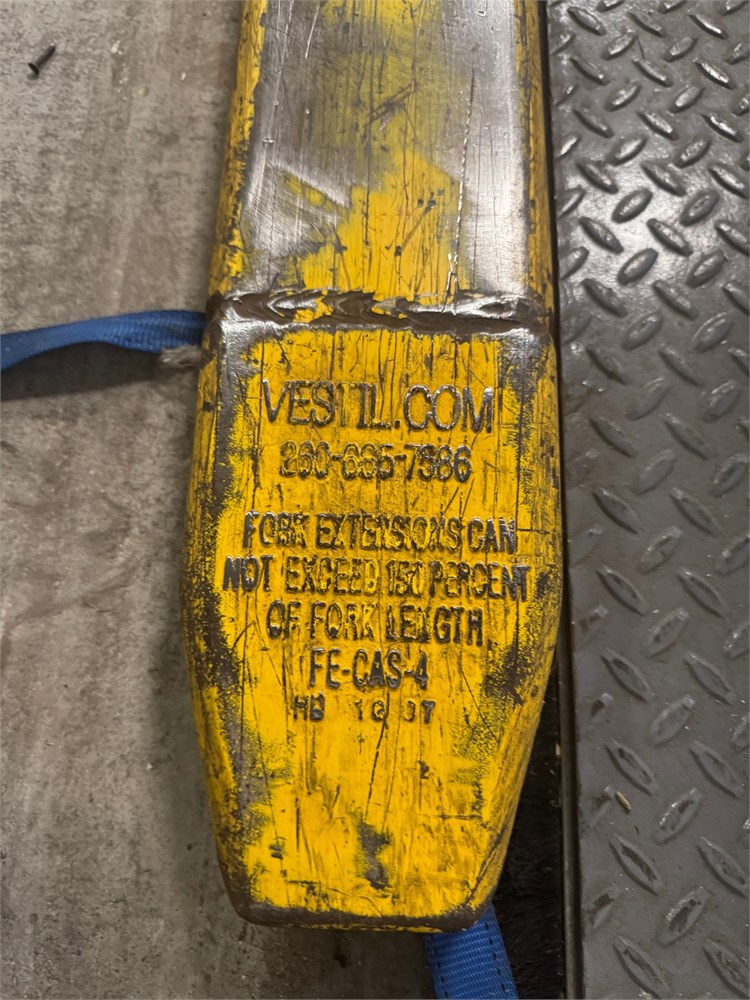 VESTIL.COM
260-665-7586
FORK EXTENSIONS CAN
NOT EXCEED 150 PERCENT
OF FORK LENGTH
FE-CAS-4